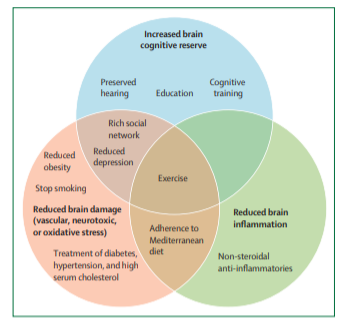 Increased brain
cognitive reserve
Preserved
hearing
Education
Cognitive
training
Rich social
network
Reduced
depression
Reduced
obesity
Stop smoking
Exercise
Reduced brain damage
(vascular, neurotoxic,
or oxidative stress)
Treatment of diabetes,
hypertension, and high
serum cholesterol
Adherence to
Mediterranean
diet
Reduced brain
inflammation
Non-steroidal
anti-inflammatories